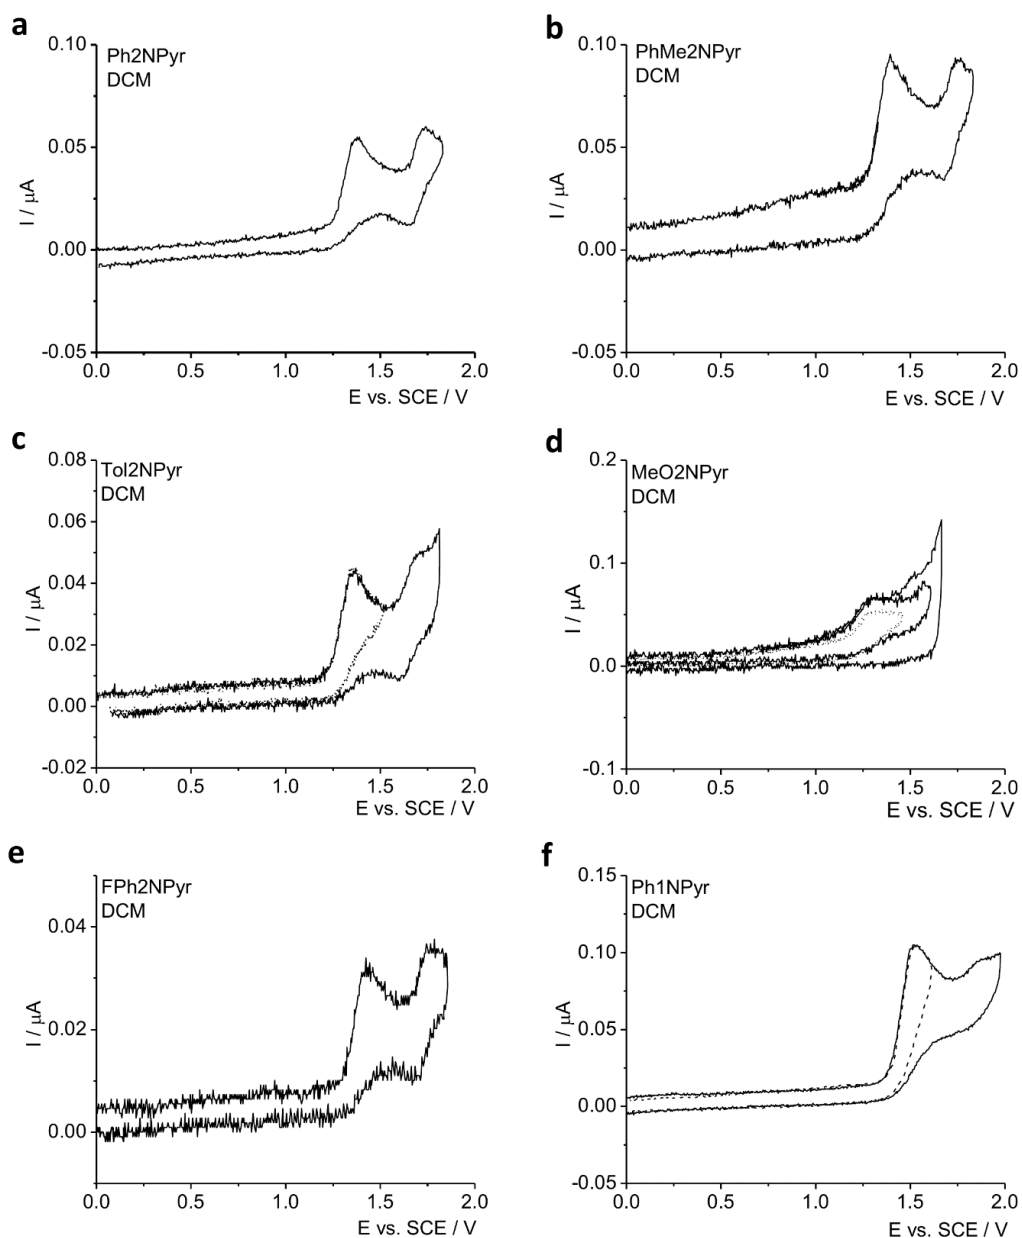 a
Ph2NPyr
DCM
0.10
0.05
0.00
-0.05
I / μA
0.0 0.5 1.0 1.5 2.0
E vs. SCE / V
b
PhMe2NPyr
DCM
0.10
0.05
0.00
-0.05
I / μA
0.0 0.5 1.0 1.5 2.0
E vs. SCE / V
c
Tol2NPyr
DCM
0.08
0.06
0.04
0.02
0.00
-0.02
I / μA
0.0 0.5 1.0 1.5 2.0
E vs. SCE / V
d
MeO2NPyr
DCM
0.2
0.1
0.0
-0.1
I / μA
0.0 0.5 1.0 1.5 2.0
E vs. SCE / V
e
FPh2NPyr
DCM
0.04
0.02
0.00
I / μA
0.0 0.5 1.0 1.5 2.0
E vs. SCE / V
f
Ph1NPyr
DCM
0.15
0.10
0.05
0.00
-0.05
I / μA
0.0 0.5 1.0 1.5 2.0
E vs. SCE / V